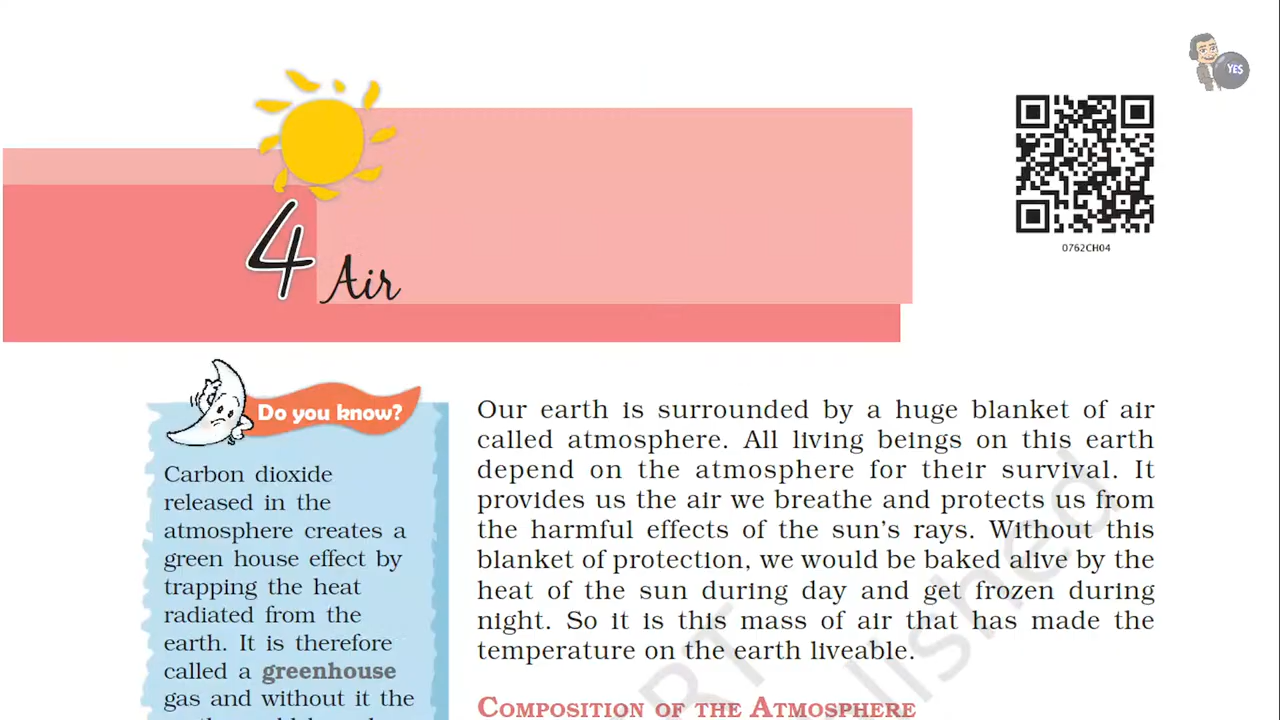 YES
0762CH04
4
Air
Do you know?
Carbon dioxide
released in the
atmosphere creates a
green house effect by
trapping the heat
radiated from the
earth. It is therefore
called a greenhouse
gas and without it the
Our earth is surrounded by a huge blanket of air
called atmosphere. All living beings on this earth
depend on the atmosphere for their survival. It
provides us the air we breathe and protects us from
the harmful effects of the sun's rays. Without this
blanket of protection, we would be baked alive by the
heat of the sun during day and get frozen during
night. So it is this mass of air that has made the
temperature on the earth liveable.
COMPOSITION OF THE ATMOSPHERE